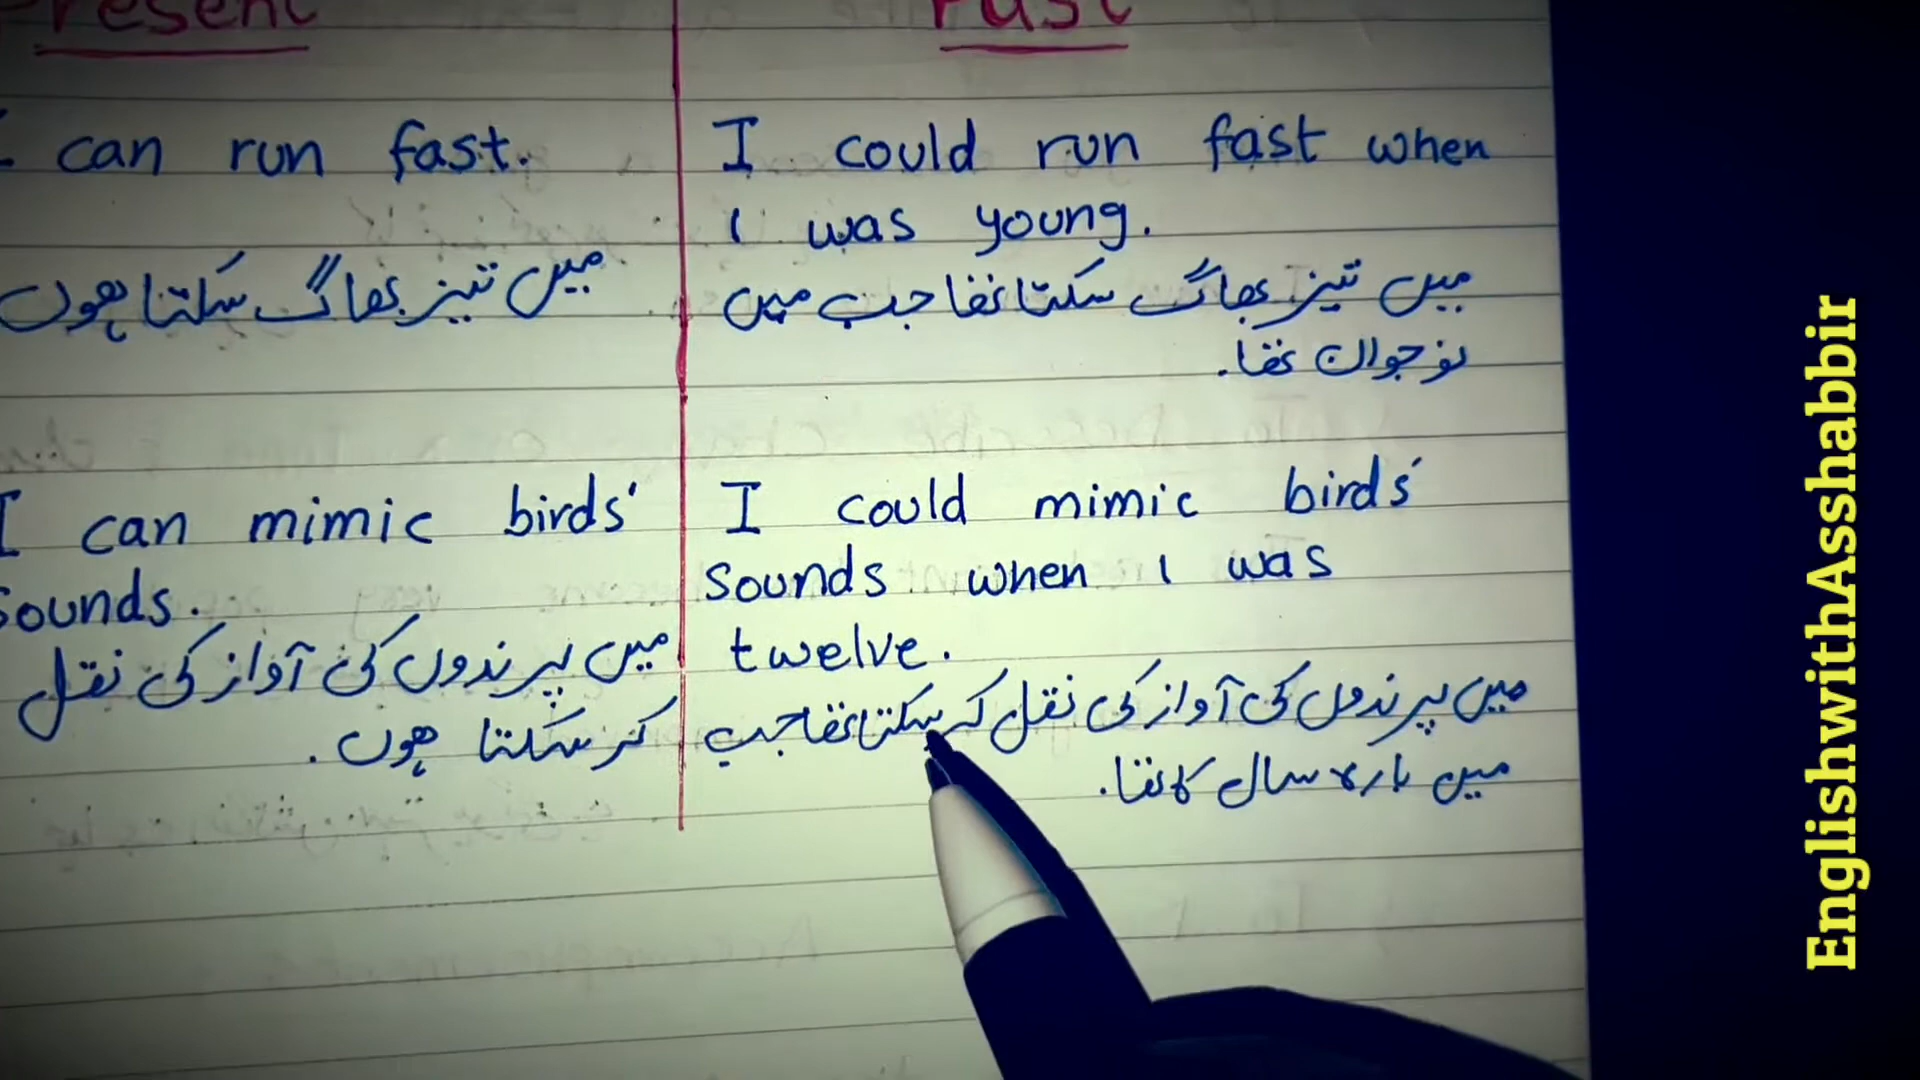 Present
I can run fast.
میں تیز بھاگ سکتا ہوں
I can mimic birds'
sounds.
میں پرندوں کی آواز کی نقل
کر سکتا ہوں.
Past
I could run fast when
I was young.
میں تیز بھاگ سکتا تھا جب میں
نوجوان تھا.
I could mimic birds'
sounds when I was
twelve.
میں پرندوں کی آواز کی نقل کر سکتا تھا جب
میں بارہ سال کا تھا.
EnglishwithAsshabbir